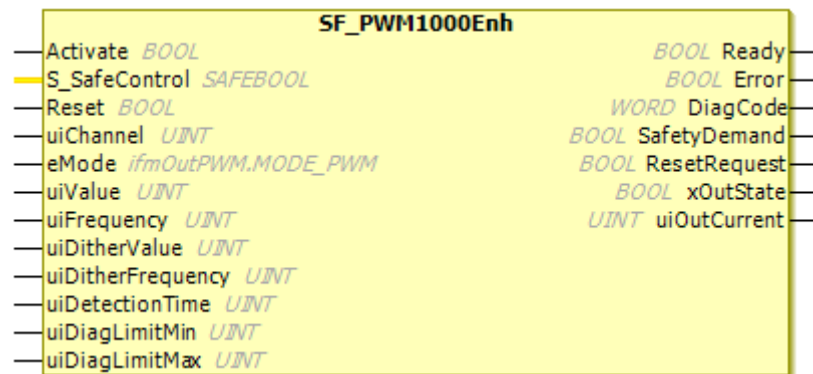 SF_PWM1000Enh
Activate BOOL BOOL Ready
S_SafeControl SAFEBOOL BOOL Error
Reset BOOL WORD DiagCode
uiChannel UINT BOOL SafetyDemand
eMode ifmOutPWM.MODE_PWM BOOL ResetRequest
uiValue UINT BOOL xOutState
uiFrequency UINT UINT uiOutCurrent
uiDitherValue UINT
uiDitherFrequency UINT
uiDetectionTime UINT
uiDiagLimitMin UINT
uiDiagLimitMax UINT